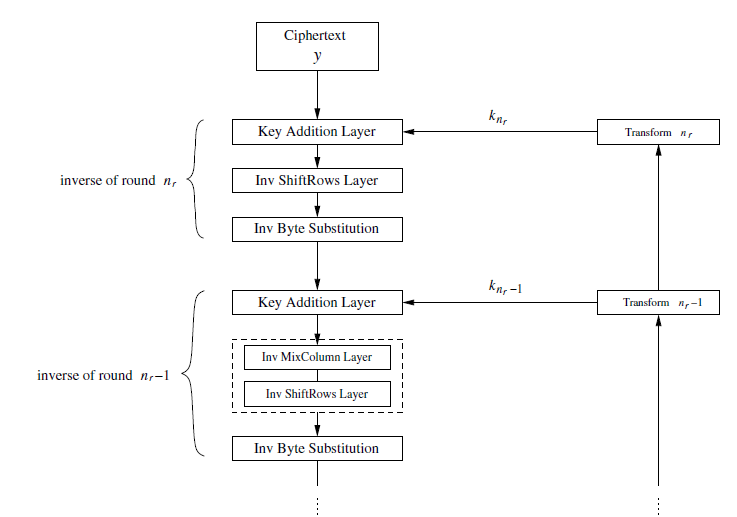 Ciphertext
y
Key Addition Layer
k_{n_r}
Transform n_r
inverse of round n_r
Inv ShiftRows Layer
Inv Byte Substitution
Key Addition Layer
k_{n_r-1}
Transform n_r-1
Inv MixColumn Layer
inverse of round n_r-1
Inv ShiftRows Layer
Inv Byte Substitution